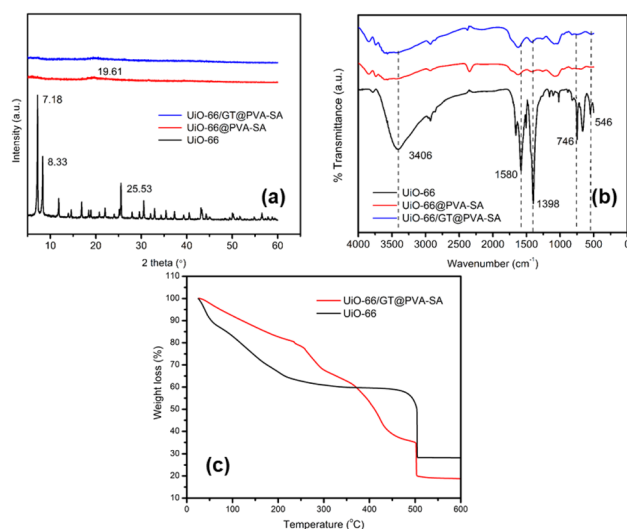 19.61
7.18
8.33
25.53
UiO-66/GT@PVA-SA
UiO-66@PVA-SA
UiO-66
(a)
Intensity (a.u.)
10 20 30 40 50 60
2 theta (°)
3406
1580
1398
746
546
(b)
UiO-66
UiO-66@PVA-SA
UiO-66/GT@PVA-SA
% Transmittance (a.u.)
4000 3500 3000 2500 2000 1500 1000 500
Wavenumber (cm⁻¹)
110
100
90
80
70
60
50
40
30
20
10
Weight loss (%)
UiO-66/GT@PVA-SA
UiO-66
(c)
0 100 200 300 400 500 600
Temperature (°C)